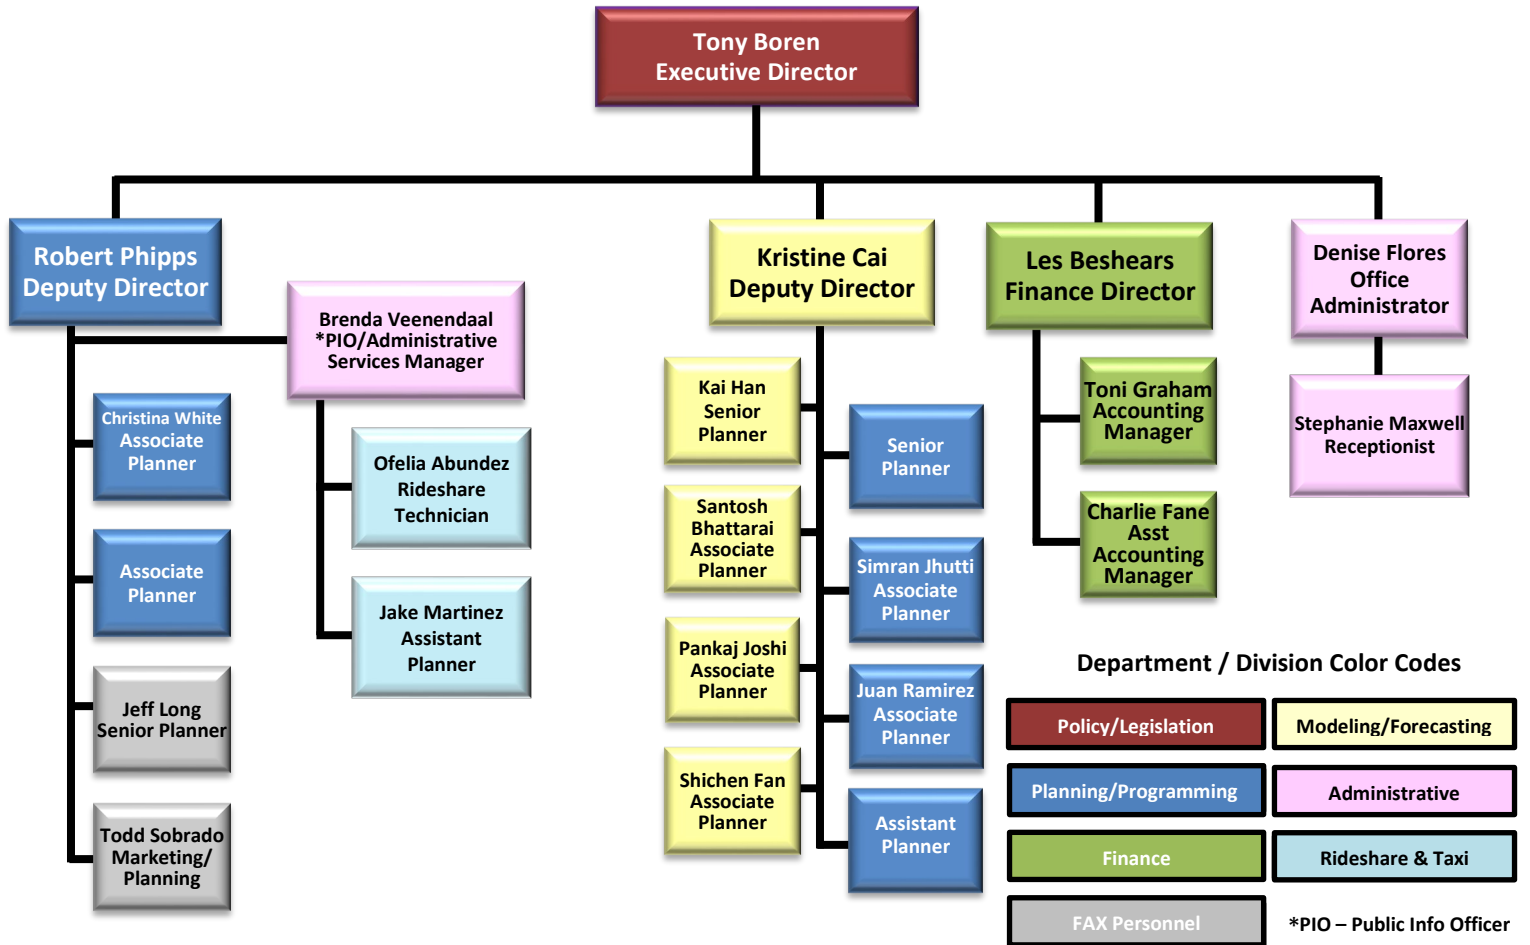 Tony Boren
Executive Director
Robert Phipps
Deputy Director
Brenda Veenendaal
*PIO/Administrative
Services Manager
Christina White
Associate
Planner
Associate
Planner
Jeff Long
Senior Planner
Todd Sobrado
Marketing/
Planning
Ofelia Abundez
Rideshare
Technician
Jake Martinez
Assistant
Planner
Kristine Cai
Deputy Director
Kai Han
Senior
Planner
Santosh
Bhattarai
Associate
Planner
Pankaj Joshi
Associate
Planner
Shichen Fan
Associate
Planner
Senior
Planner
Simran Jhutti
Associate
Planner
Juan Ramirez
Associate
Planner
Assistant
Planner
Les Beshears
Finance Director
Toni Graham
Accounting
Manager
Charlie Fane
Asst
Accounting
Manager
Denise Flores
Office
Administrator
Stephanie Maxwell
Receptionist
Department / Division Color Codes
Policy/Legislation
Modeling/Forecasting
Planning/Programming
Administrative
Finance
Rideshare & Taxi
FAX Personnel
*PIO – Public Info Officer